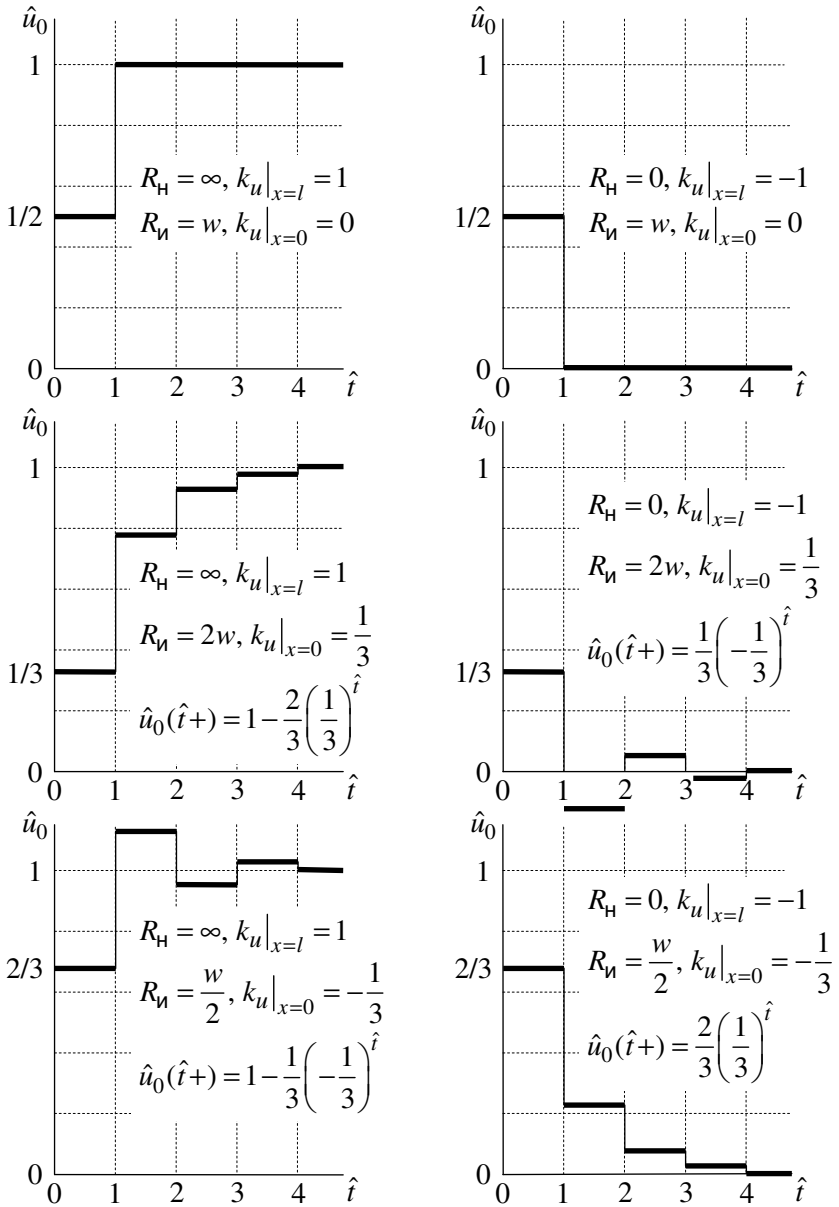 û₀
1
R_н = ∞, k_u|_{x=l} = 1
1/2
R_и = w, k_u|_{x=0} = 0
0
0 1 2 3 4 t̂
û₀
1
R_н = 0, k_u|_{x=l} = −1
1/2
R_и = w, k_u|_{x=0} = 0
0
0 1 2 3 4 t̂
û₀
1
R_н = ∞, k_u|_{x=l} = 1
R_и = 2w, k_u|_{x=0} = 1/3
1/3
û₀(t̂+) = 1 − 2/3 (1/3)^t̂
0
0 1 2 3 4 t̂
û₀
1
R_н = 0, k_u|_{x=l} = −1
R_и = 2w, k_u|_{x=0} = 1/3
1/3
û₀(t̂+) = 1/3 (−1/3)^t̂
0
0 1 2 3 4 t̂
û₀
1
R_н = ∞, k_u|_{x=l} = 1
2/3
R_и = w/2, k_u|_{x=0} = −1/3
û₀(t̂+) = 1 − 1/3 (−1/3)^t̂
0
0 1 2 3 4 t̂
û₀
1
R_н = 0, k_u|_{x=l} = −1
2/3
R_и = w/2, k_u|_{x=0} = −1/3
û₀(t̂+) = 2/3 (1/3)^t̂
0
0 1 2 3 4 t̂